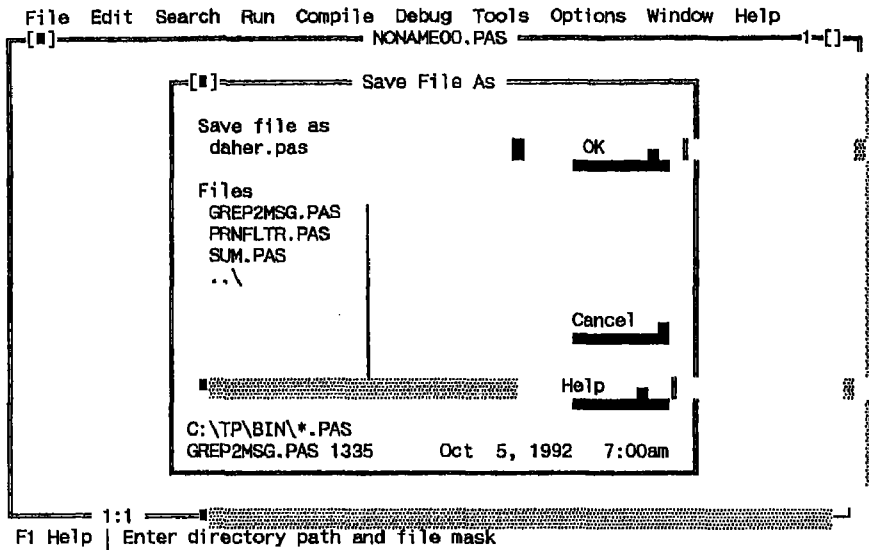 File Edit Search Run Compile Debug Tools Options Window Help
[■] NONAME00.PAS 1-[]
[■] Save File As
Save file as
daher.pas
OK
Files
GREP2MSG.PAS
PRNFLTR.PAS
SUM.PAS
..\
Cancel
Help
C:\TP\BIN\*.PAS
GREP2MSG.PAS 1335 Oct 5, 1992 7:00am
1:1
F1 Help | Enter directory path and file mask